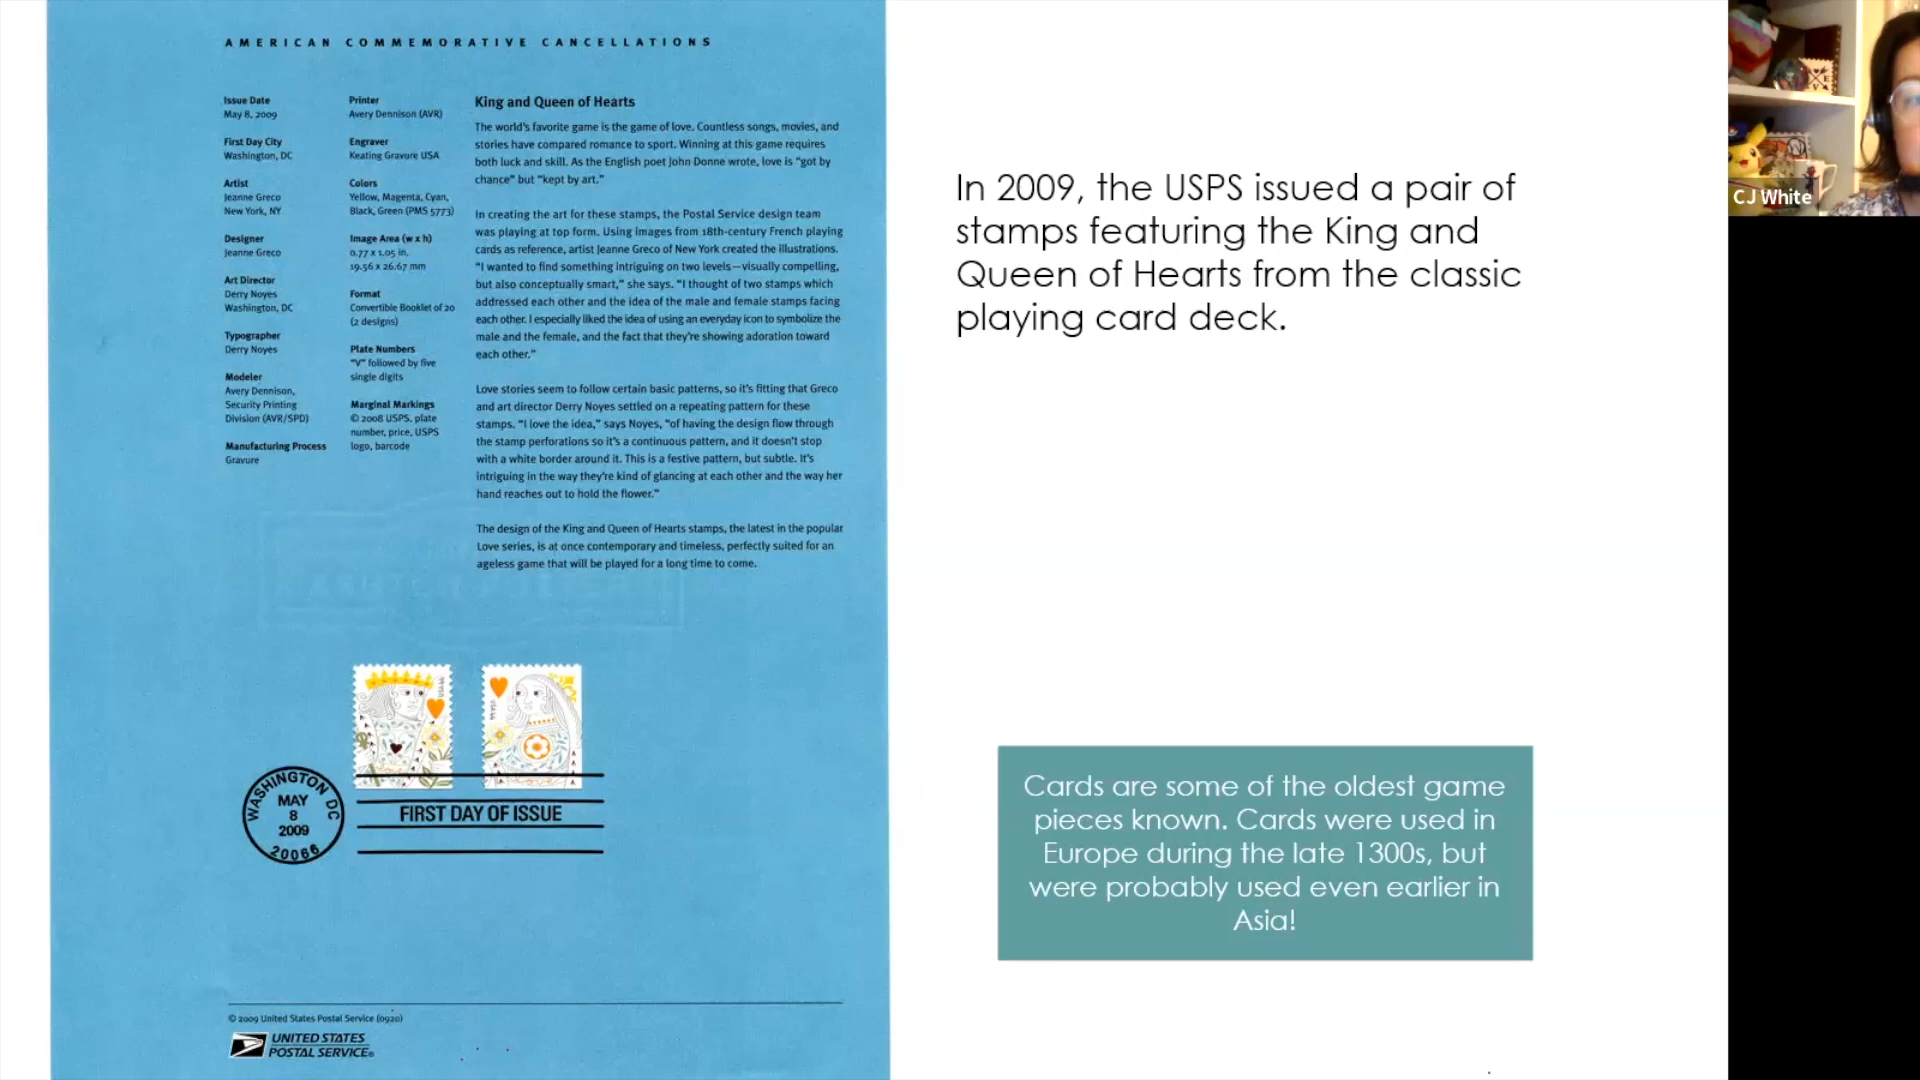 AMERICAN COMMEMORATIVE CANCELLATIONS
Issue Date
May 8, 2009
First Day City
Washington, DC
Artist
Jeanne Greco
New York, NY
Designer
Jeanne Greco
Art Director
Derry Noyes
Washington, DC
Typographer
Derry Noyes
Modeler
Avery Dennison,
Security Printing
Division (AVR/SPD)
Manufacturing Process
Gravure
Printer
Avery Dennison (AVR)
Engraver
Keating Gravure USA
Colors
Yellow, Magenta, Cyan,
Black, Green (PMS 5773)
Image Area (w x h)
0.77 x 1.05 in.
19.56 x 26.67 mm
Format
Convertible Booklet of 20
(2 designs)
Plate Numbers
"V" followed by five
single digits
Marginal Markings
© 2008 USPS, plate
number, price, USPS
logo, barcode
King and Queen of Hearts
The world's favorite game is the game of love. Countless songs, movies, and
stories have compared romance to sport. Winning at this game requires
both luck and skill. As the English poet John Donne wrote, love is "got by
chance" but "kept by art."
In creating the art for these stamps, the Postal Service design team
was playing at top form. Using images from 18th-century French playing
cards as reference, artist Jeanne Greco of New York created the illustrations.
"I wanted to find something intriguing on two levels—visually compelling,
but also conceptually smart," she says. "I thought of two stamps which
addressed each other and the idea of the male and female stamps facing
each other. I especially liked the idea of using an everyday icon to symbolize the
male and the female, and the fact that they're showing adoration toward
each other."
Love stories seem to follow certain basic patterns, so it's fitting that Greco
and art director Derry Noyes settled on a repeating pattern for these
stamps. "I love the idea," says Noyes, "of having the design flow through
the stamp perforations so it's a continuous pattern, and it doesn't stop
with a white border around it. This is a festive pattern, but subtle. It's
intriguing in the way they're kind of glancing at each other and the way her
hand reaches out to hold the flower."
The design of the King and Queen of Hearts stamps, the latest in the popular
Love series, is at once contemporary and timeless, perfectly suited for an
ageless game that will be played for a long time to come.
USA 44
USA 44
love
love
WASHINGTON DC
MAY
8
2009
20066
FIRST DAY OF ISSUE
© 2009 United States Postal Service (0920)
UNITED STATES
POSTAL SERVICE®
In 2009, the USPS issued a pair of
stamps featuring the King and
Queen of Hearts from the classic
playing card deck.
Cards are some of the oldest game
pieces known. Cards were used in
Europe during the late 1300s, but
were probably used even earlier in
Asia!
CJ White